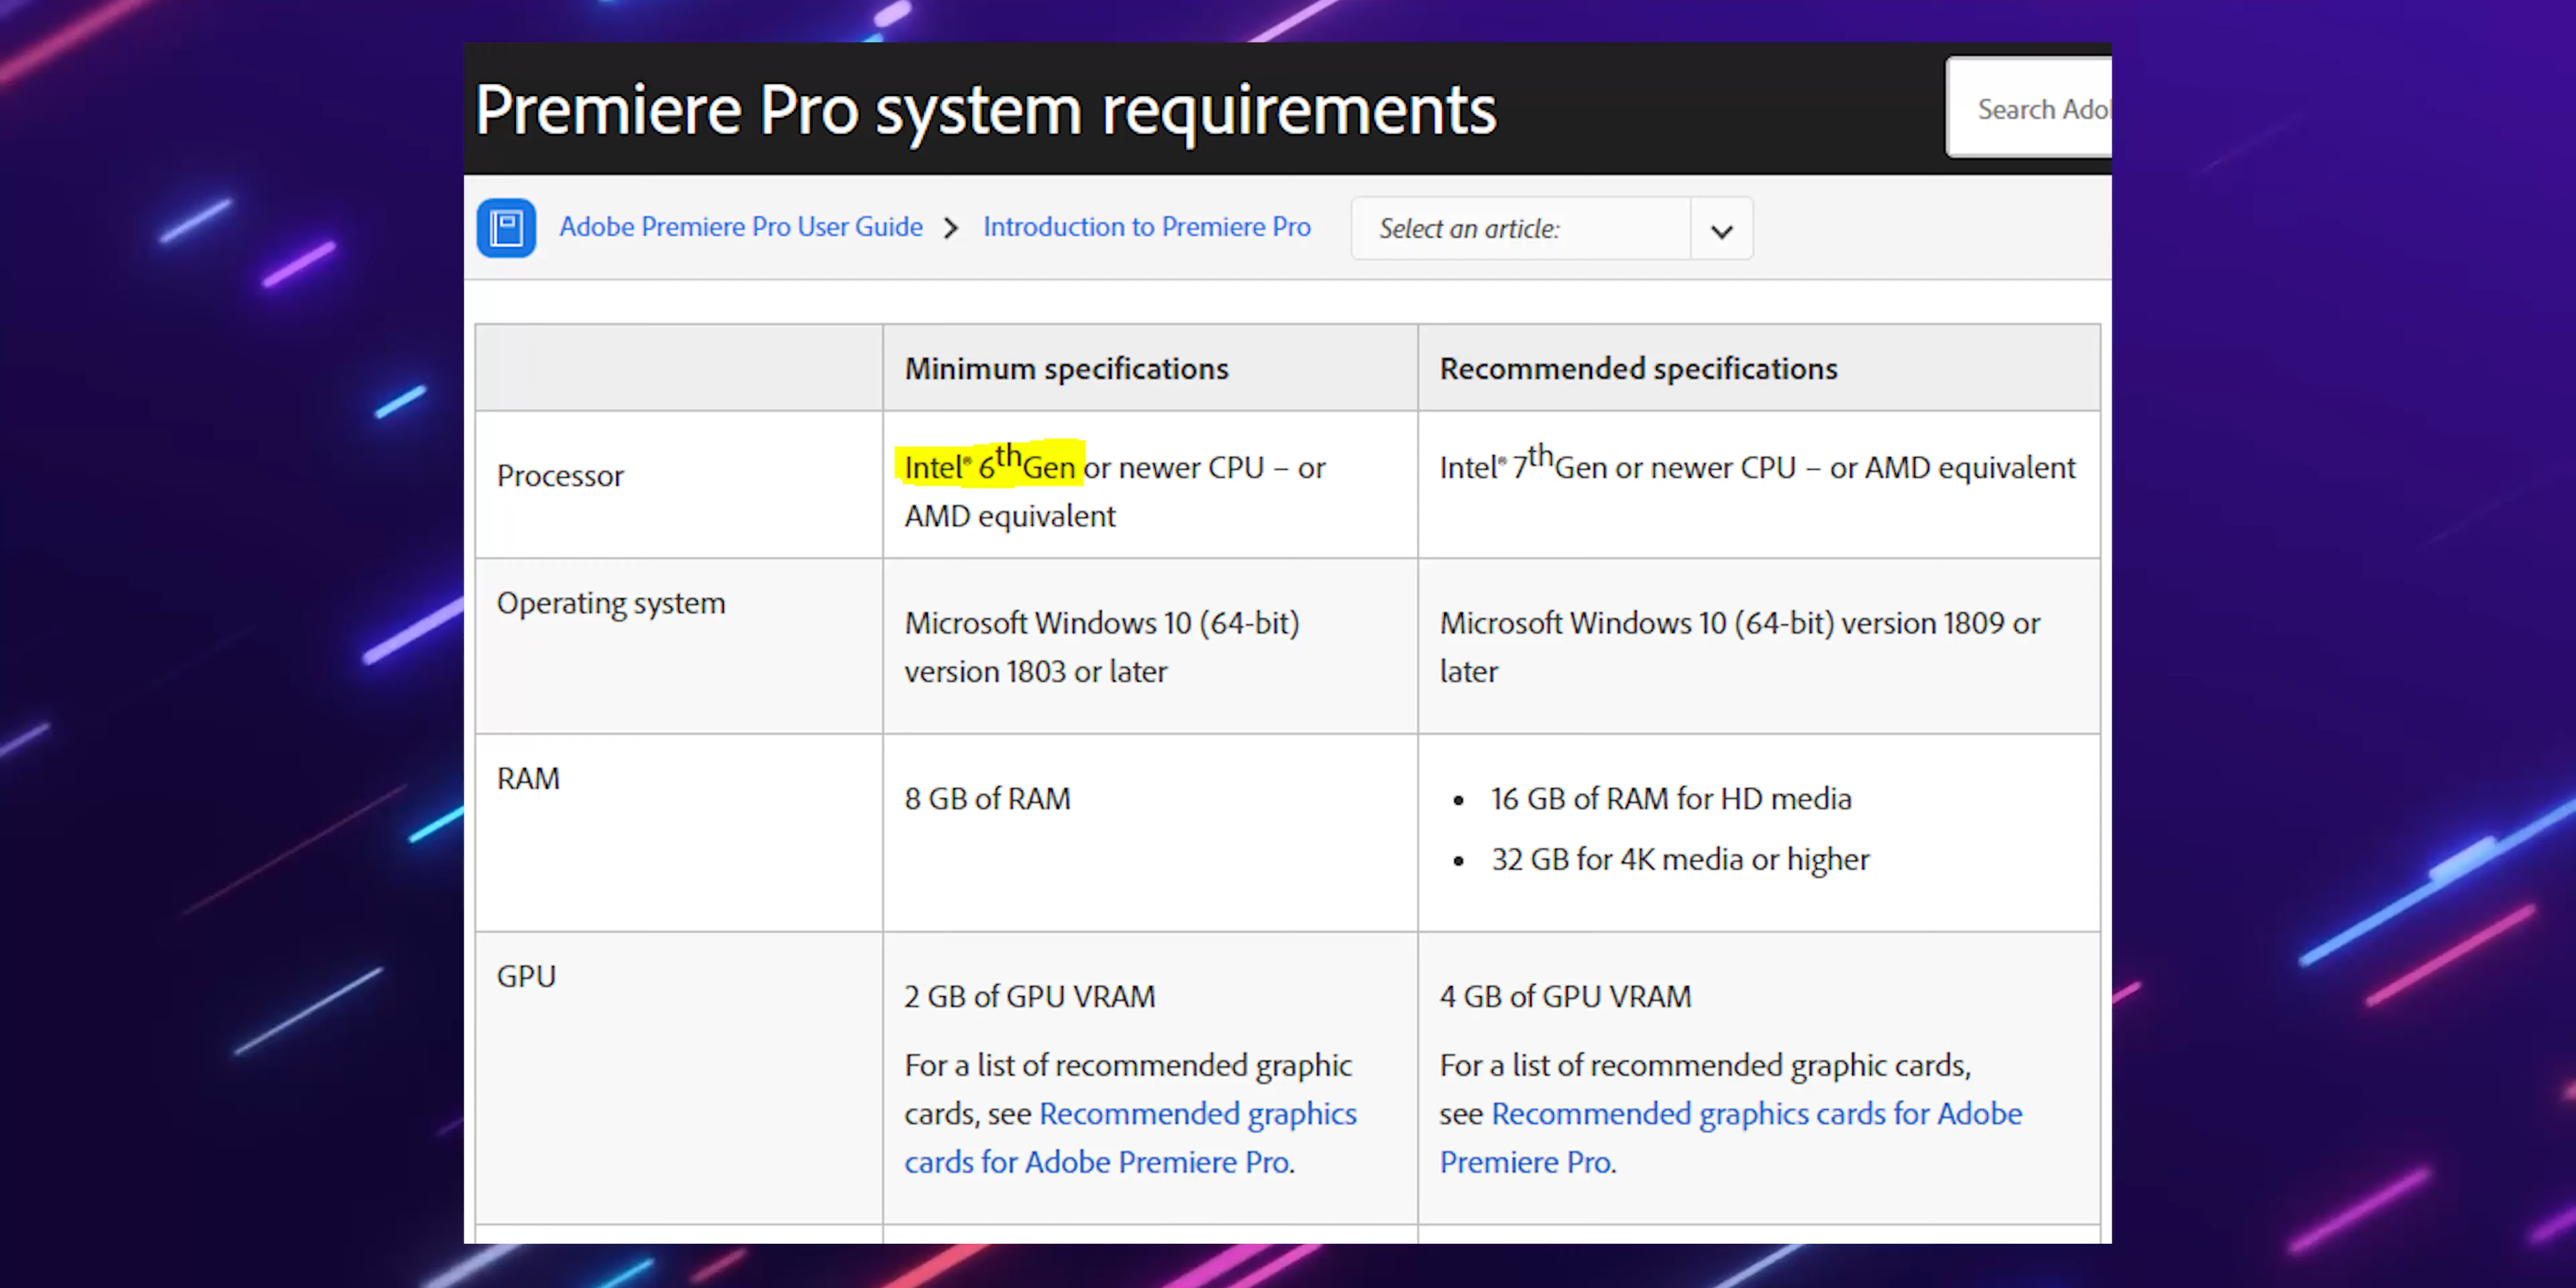 Premiere Pro system requirements
Search Ado
Adobe Premiere Pro User Guide > Introduction to Premiere Pro
Select an article:
Minimum specifications
Recommended specifications
Processor
Intel® 6thGen or newer CPU – or
AMD equivalent
Intel® 7thGen or newer CPU – or AMD equivalent
Operating system
Microsoft Windows 10 (64-bit)
version 1803 or later
Microsoft Windows 10 (64-bit) version 1809 or
later
RAM
8 GB of RAM
• 16 GB of RAM for HD media
• 32 GB for 4K media or higher
GPU
2 GB of GPU VRAM
For a list of recommended graphic
cards, see Recommended graphics
cards for Adobe Premiere Pro.
4 GB of GPU VRAM
For a list of recommended graphic cards,
see Recommended graphics cards for Adobe
Premiere Pro.